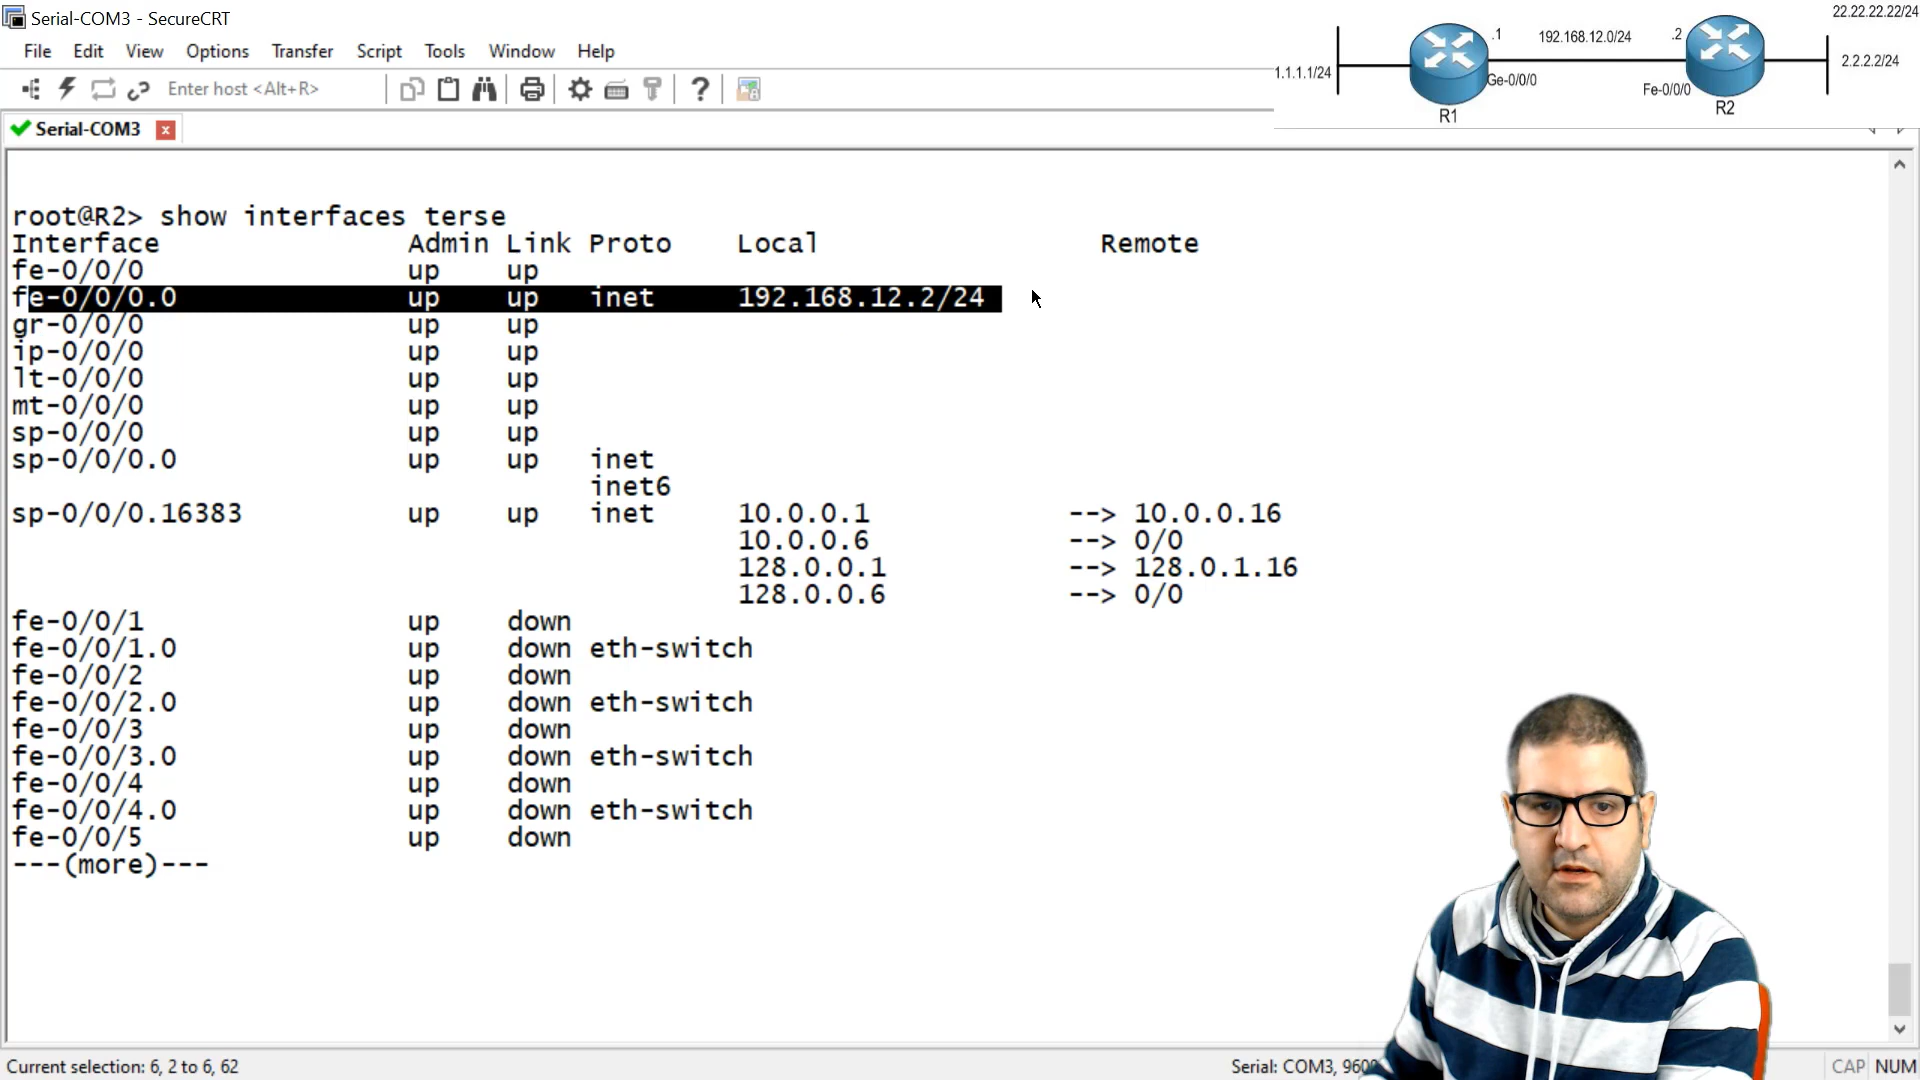 Serial-COM3 - SecureCRT
File Edit View Options Transfer Script Tools Window Help
Enter host <Alt+R>
Serial-COM3
22.22.22.22/24
.1 192.168.12.0/24 .2
1.1.1.1/24 2.2.2.2/24
Ge-0/0/0 Fe-0/0/0
R1 R2
root@R2> show interfaces terse
Interface Admin Link Proto Local Remote
fe-0/0/0 up up
fe-0/0/0.0 up up inet 192.168.12.2/24
gr-0/0/0 up up
ip-0/0/0 up up
lt-0/0/0 up up
mt-0/0/0 up up
sp-0/0/0 up up
sp-0/0/0.0 up up inet
inet6
sp-0/0/0.16383 up up inet 10.0.0.1 --> 10.0.0.16
10.0.0.6 --> 0/0
128.0.0.1 --> 128.0.1.16
128.0.0.6 --> 0/0
fe-0/0/1 up down
fe-0/0/1.0 up down eth-switch
fe-0/0/2 up down
fe-0/0/2.0 up down eth-switch
fe-0/0/3 up down
fe-0/0/3.0 up down eth-switch
fe-0/0/4 up down
fe-0/0/4.0 up down eth-switch
fe-0/0/5 up down
---(more)---
Current selection: 6, 2 to 6, 62 Serial: COM3, CAP NUM